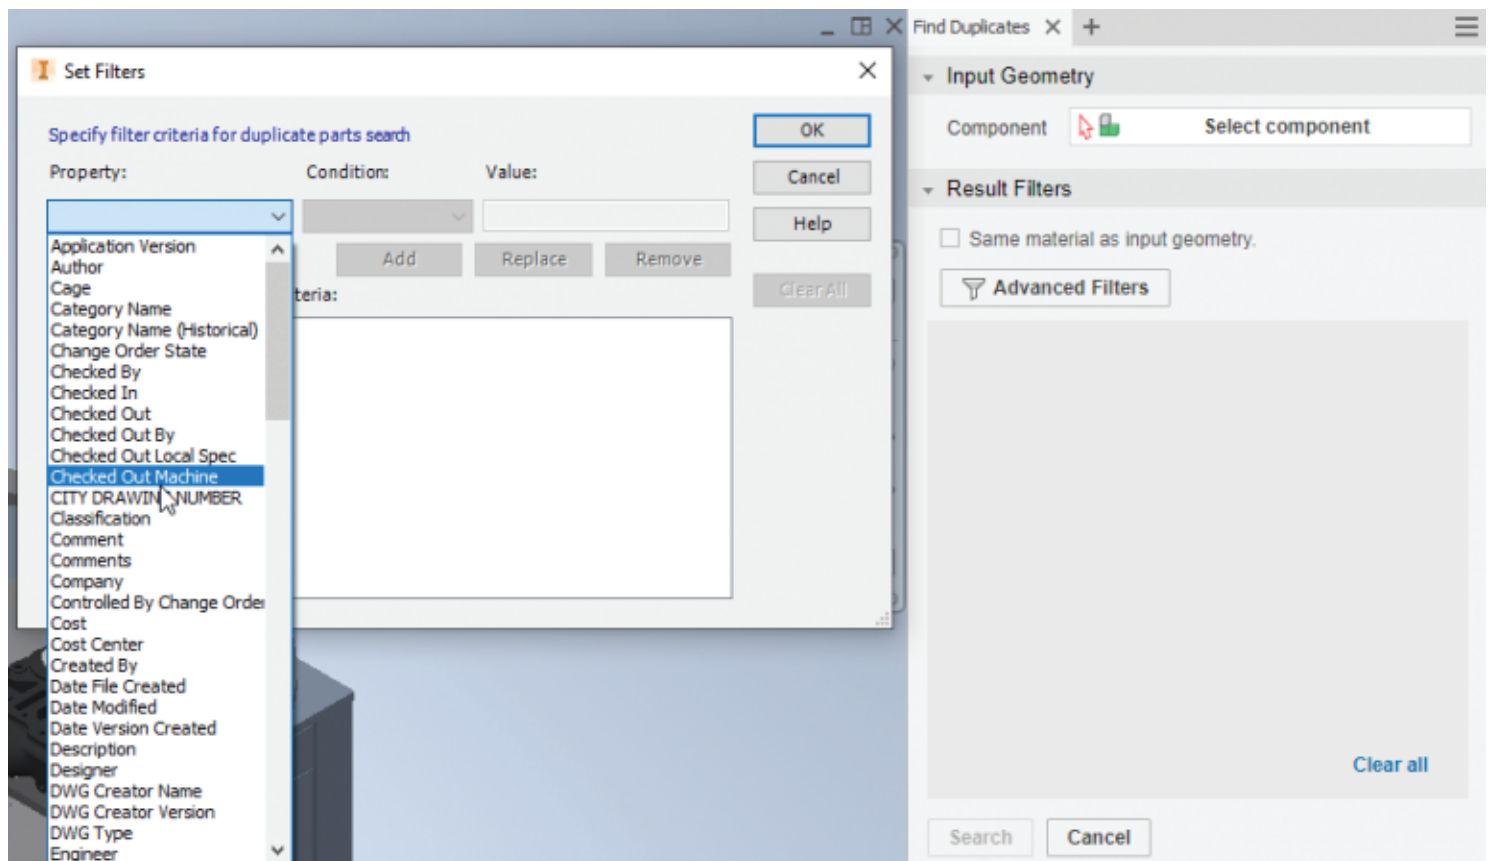 Set Filters
Specify filter criteria for duplicate parts search
Property: Condition: Value:
OK
Cancel
Help
Add Replace Remove
Clear All
teria:
Application Version
Author
Cage
Category Name
Category Name (Historical)
Change Order State
Checked By
Checked In
Checked Out
Checked Out By
Checked Out Local Spec
Checked Out Machine
CITY DRAWING NUMBER
Classification
Comment
Comments
Company
Controlled By Change Order
Cost
Cost Center
Created By
Date File Created
Date Modified
Date Version Created
Description
Designer
DWG Creator Name
DWG Creator Version
DWG Type
Engineer
Find Duplicates
Input Geometry
Component Select component
Result Filters
Same material as input geometry.
Advanced Filters
Clear all
Search Cancel